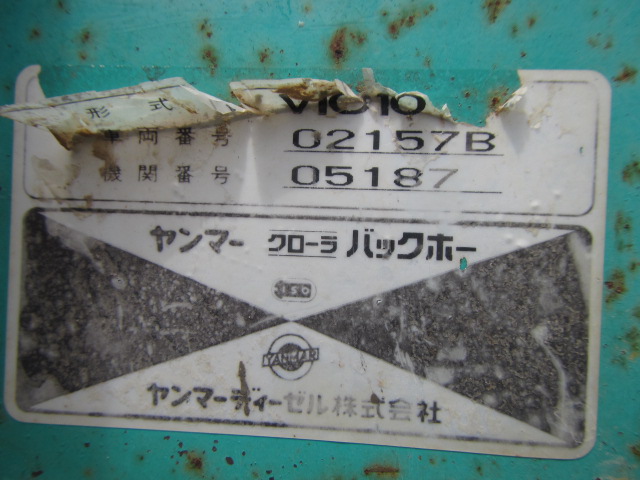 形式 VIO10
車両番号 02157B
機関番号 05187
ヤンマー クローラ バックホー
YANMAR
ヤンマーディーゼル株式会社